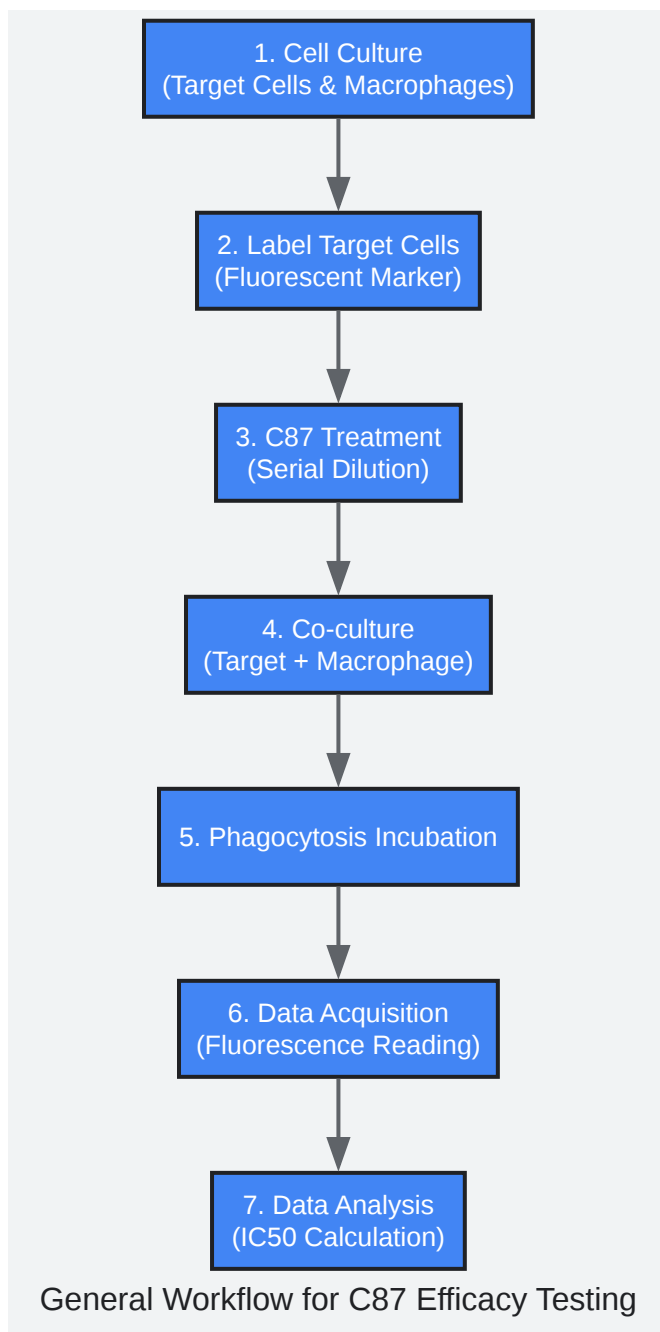 1. Cell Culture
(Target Cells & Macrophages)
2. Label Target Cells
(Fluorescent Marker)
3. C87 Treatment
(Serial Dilution)
4. Co-culture
(Target + Macrophage)
5. Phagocytosis Incubation
6. Data Acquisition
(Fluorescence Reading)
7. Data Analysis
(IC50 Calculation)
General Workflow for C87 Efficacy Testing